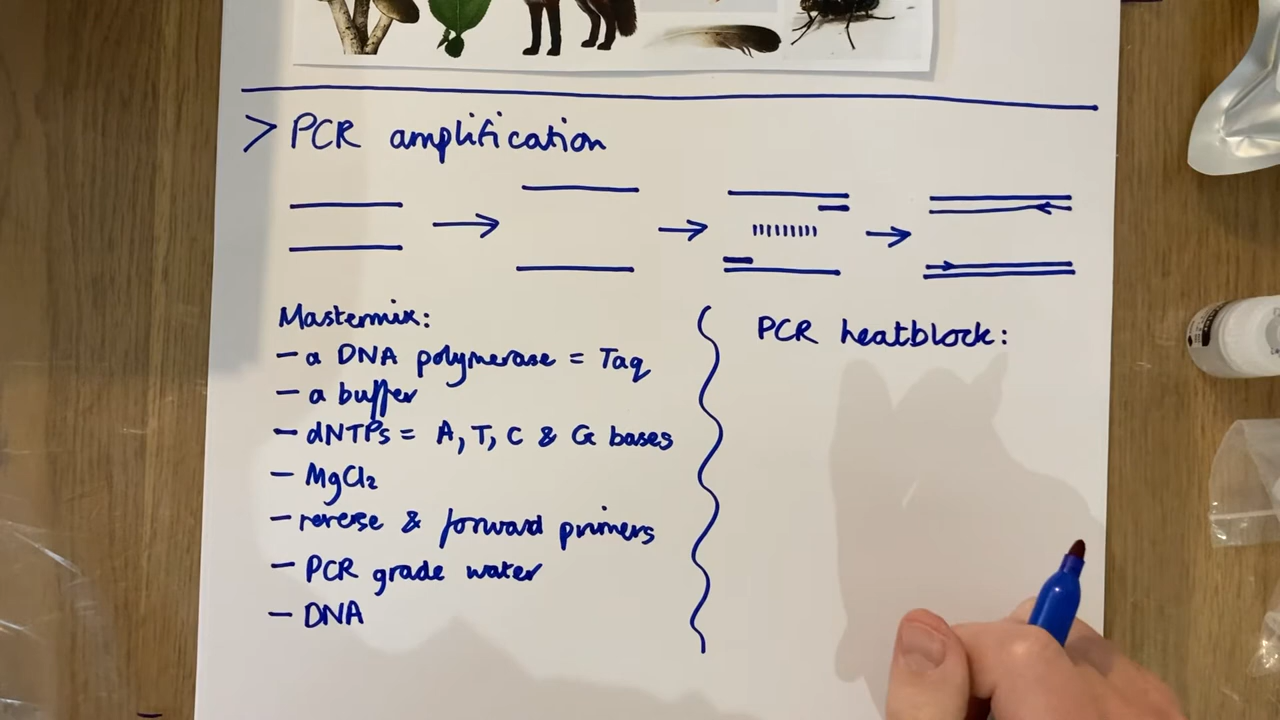 > PCR amplification
Mastermix:
- a DNA polymerase = Taq
- a buffer
- dNTPs = A, T, C & G bases
- MgCl2
- reverse & forward primers
- PCR grade water
- DNA
PCR heatblock: